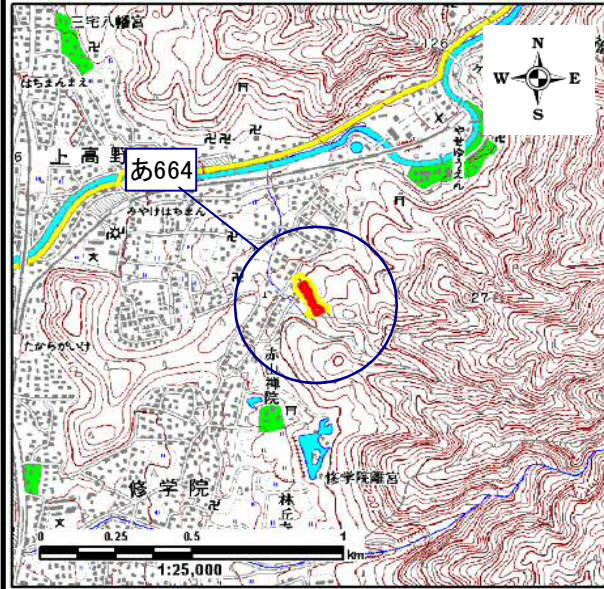 三宅八幡宮
126
N
W E
S
はちまんまえ
上高野
やせゆうえん
あ664
みやけはちまん
27
たからがいけ
赤山禅院
修学院離宮
修学院
林丘寺
0 0.25 0.5 1
km
1:25,000